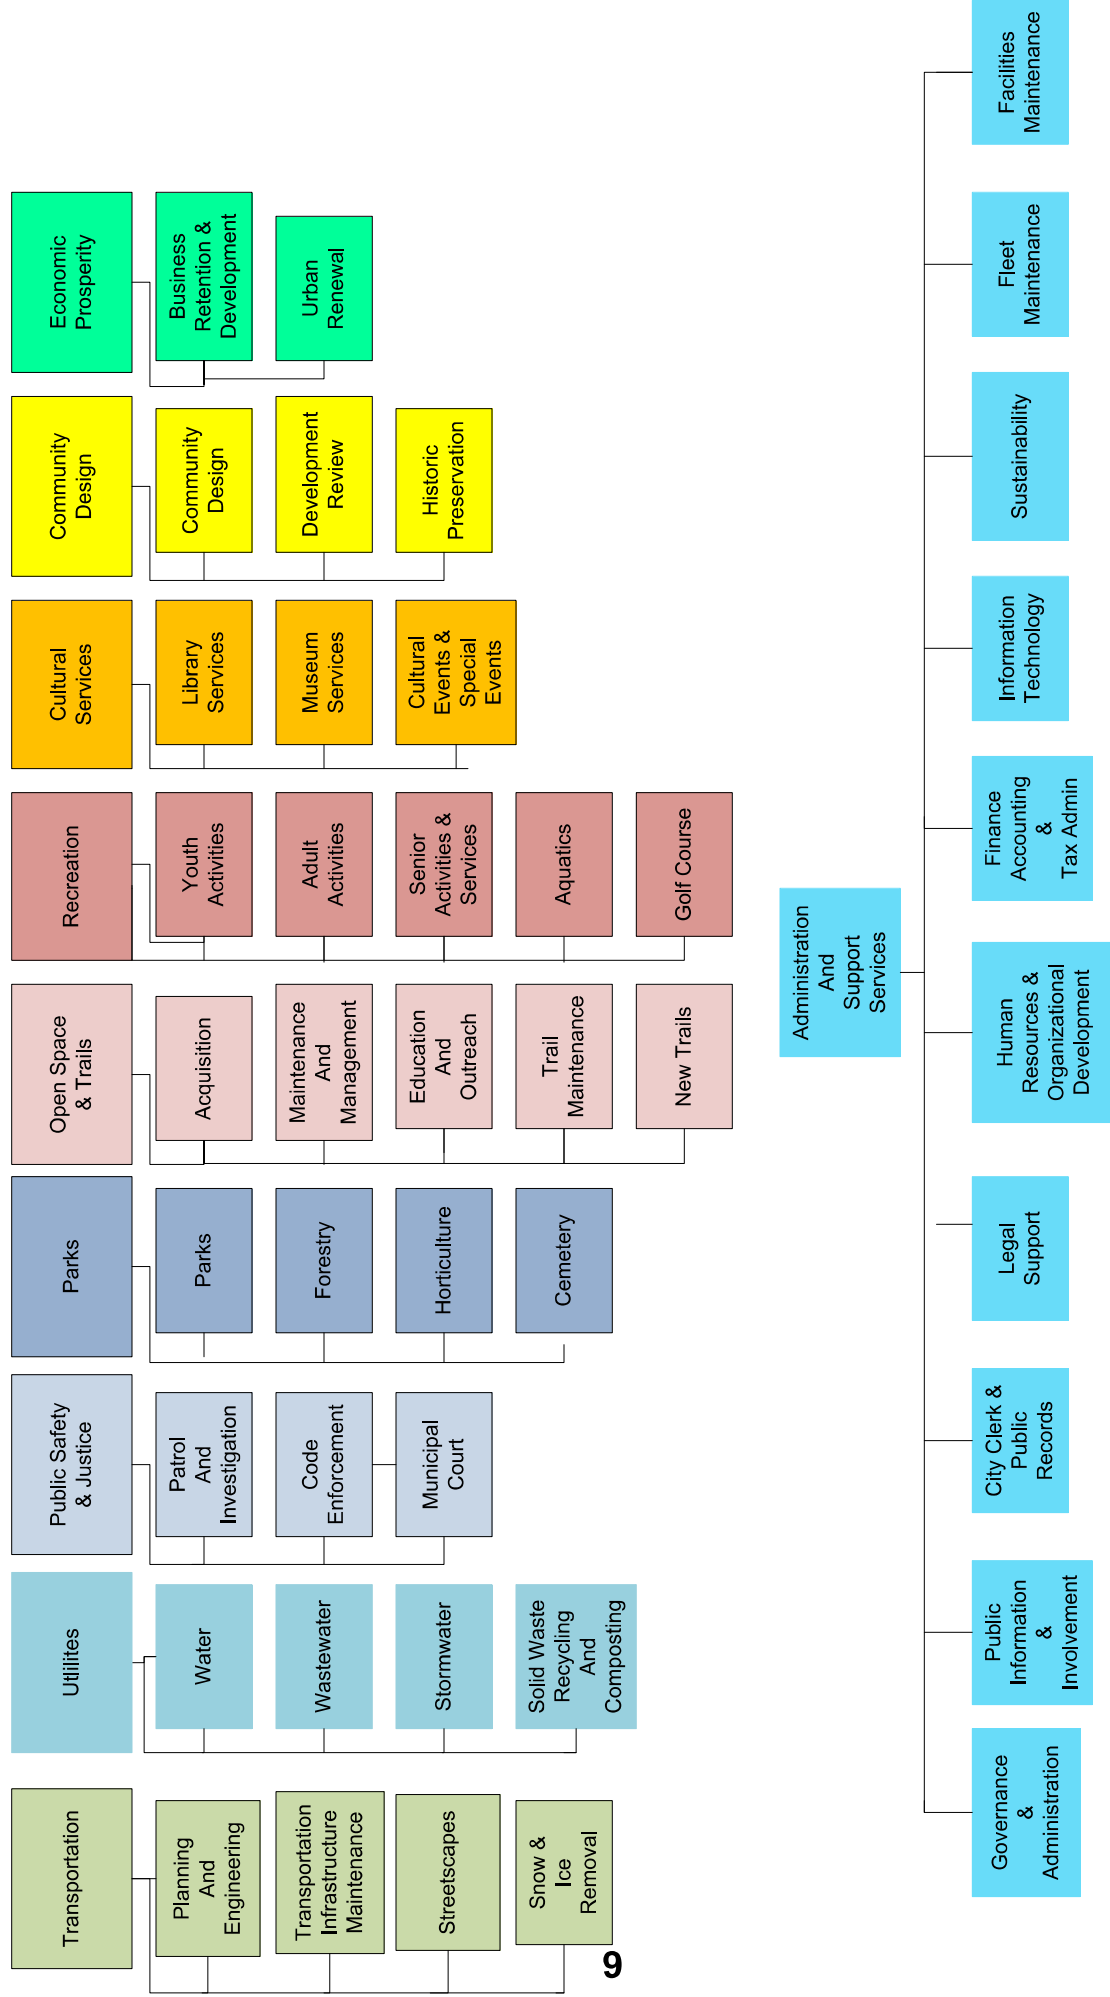 Transportation
Planning
And
Engineering
Transportation
Infrastructure
Maintenance
Streetscapes
Snow &
Ice
Removal
Utlilites
Water
Wastewater
Stormwater
Solid Waste
Recycling
And
Composting
Public Safety
& Justice
Patrol
And
Investigation
Code
Enforcement
Municipal
Court
Parks
Parks
Forestry
Horticulture
Cemetery
Open Space
& Trails
Acquisition
Maintenance
And
Management
Education
And
Outreach
Trail
Maintenance
New Trails
Recreation
Youth
Activities
Adult
Activities
Senior
Activities &
Services
Aquatics
Golf Course
Cultural
Services
Library
Services
Museum
Services
Cultural
Events &
Special
Events
Community
Design
Community
Design
Development
Review
Historic
Preservation
Economic
Prosperity
Business
Retention &
Development
Urban
Renewal
Administration
And
Support
Services
Governance
&
Administration
Public
Information
&
Involvement
City Clerk &
Public
Records
Legal
Support
Human
Resources &
Organizational
Development
Finance
Accounting
&
Tax Admin
Information
Technology
Sustainability
Fleet
Maintenance
Facilities
Maintenance
9